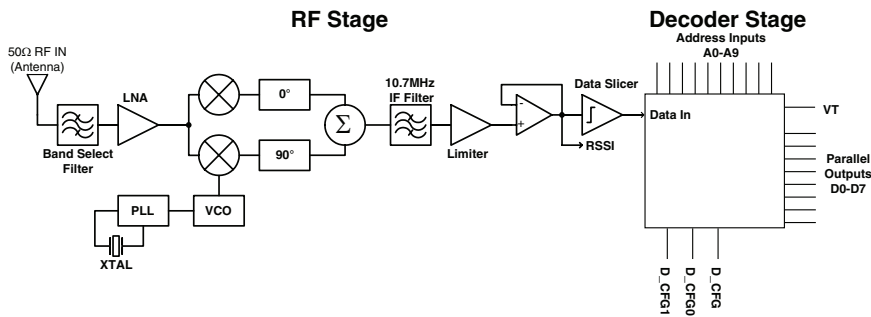 RF Stage
Decoder Stage
50Ω RF IN
(Antenna)
LNA
Band Select
Filter
0°
90°
Σ
PLL
VCO
XTAL
10.7MHz
IF Filter
Limiter
-
+
Data Slicer
RSSI
Address Inputs
A0-A9
Data In
VT
Parallel
Outputs
D0-D7
D_CFG1
D_CFG0
D_CFG